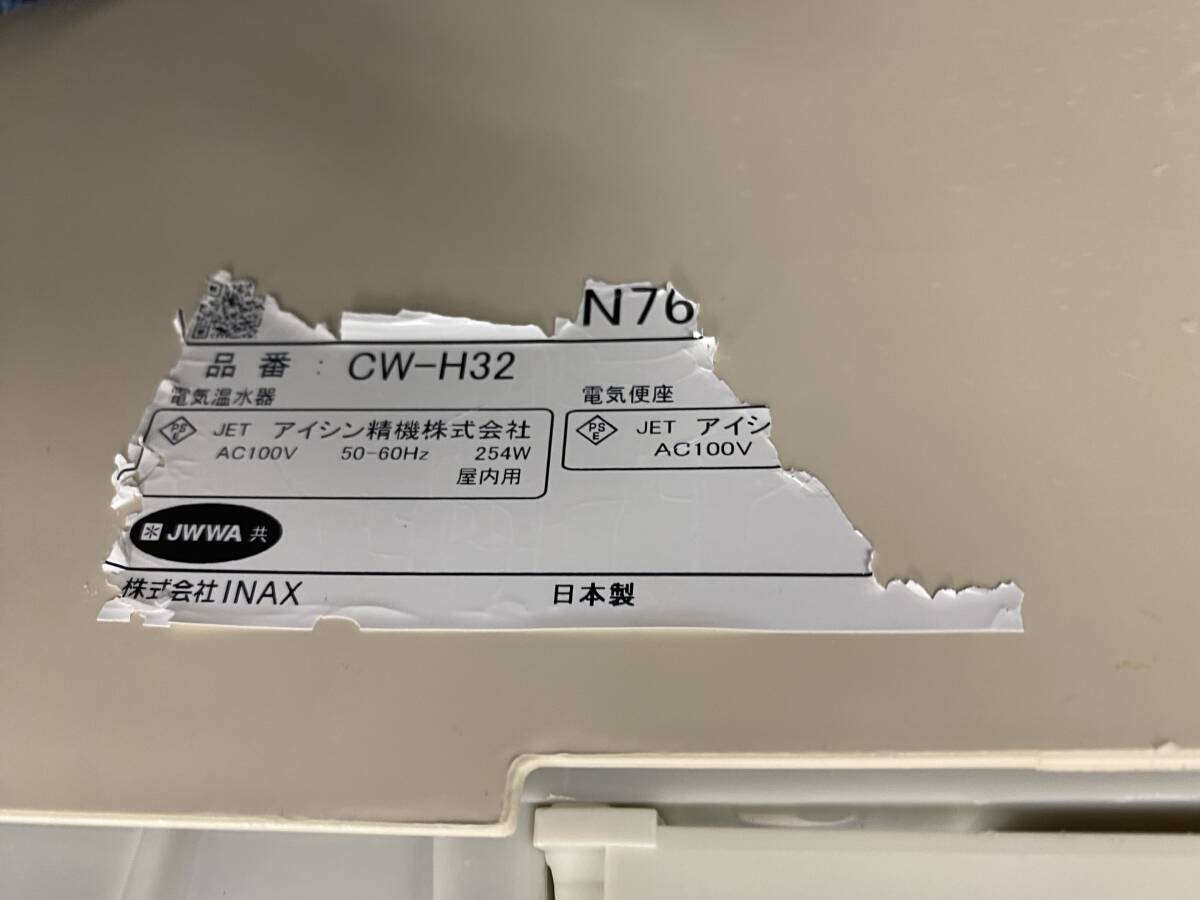 N76
品番：CW-H32
電気温水器
電気便座
PS
E
JET アイシン精機株式会社
AC100V 50-60Hz 254W
屋内用
PS
E
JET アイシ
AC100V
JWWA 共
株式会社INAX
日本製